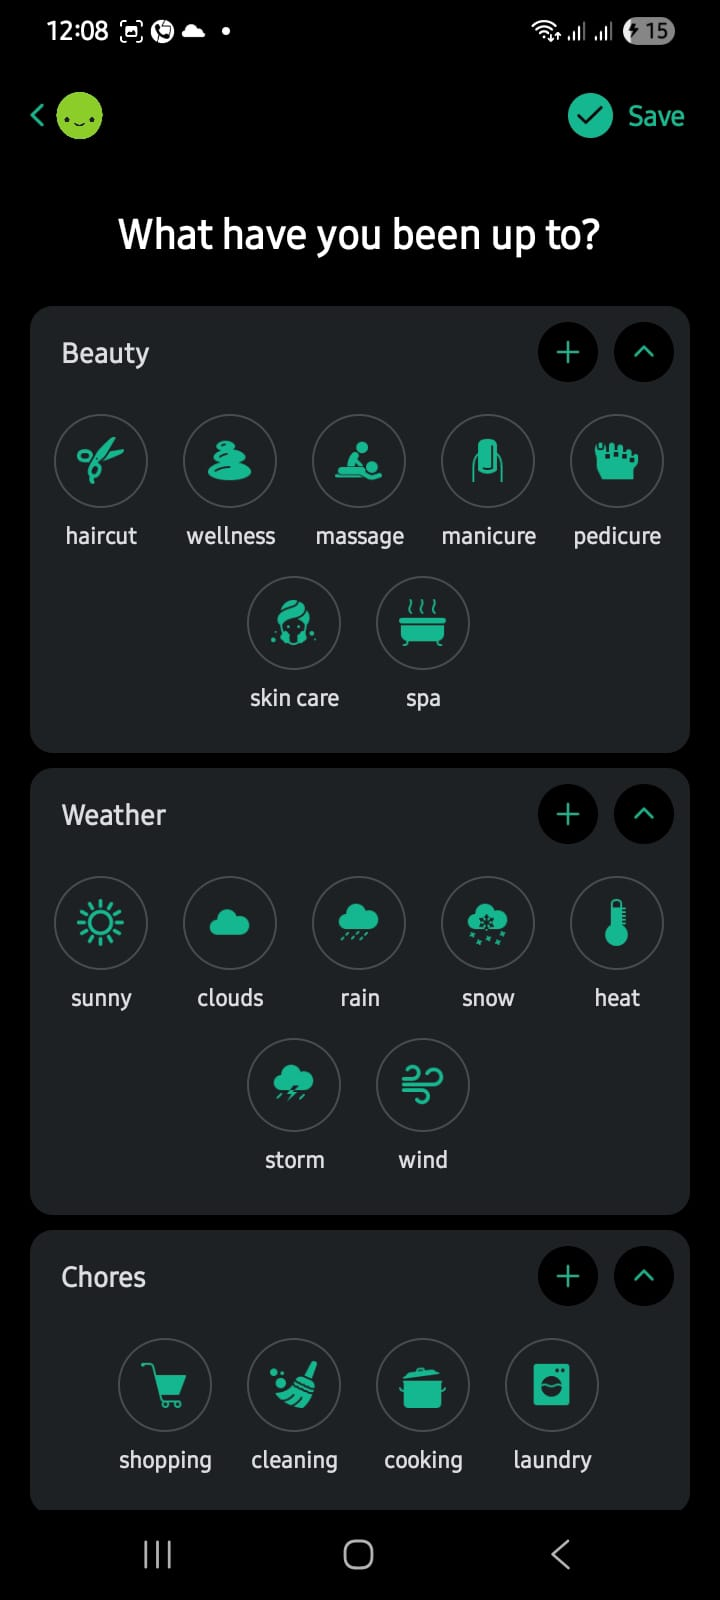 12:08
15
Save
What have you been up to?
Beauty
haircut wellness massage manicure pedicure
skin care spa
Weather
sunny clouds rain snow heat
storm wind
Chores
shopping cleaning cooking laundry